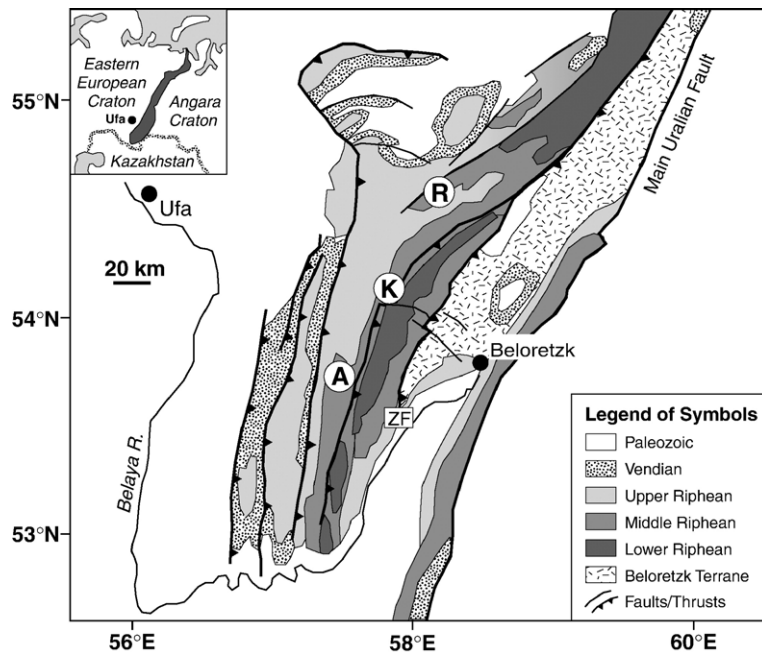 Eastern
European
Craton
Angara
Craton
Ufa
Kazakhstan
55°N
54°N
53°N
56°E
58°E
60°E
Ufa
20 km
Belaya R.
Main Uralian Fault
R
K
A
ZF
Beloretzk
Legend of Symbols
Paleozoic
Vendian
Upper Riphean
Middle Riphean
Lower Riphean
Beloretzk Terrane
Faults/Thrusts